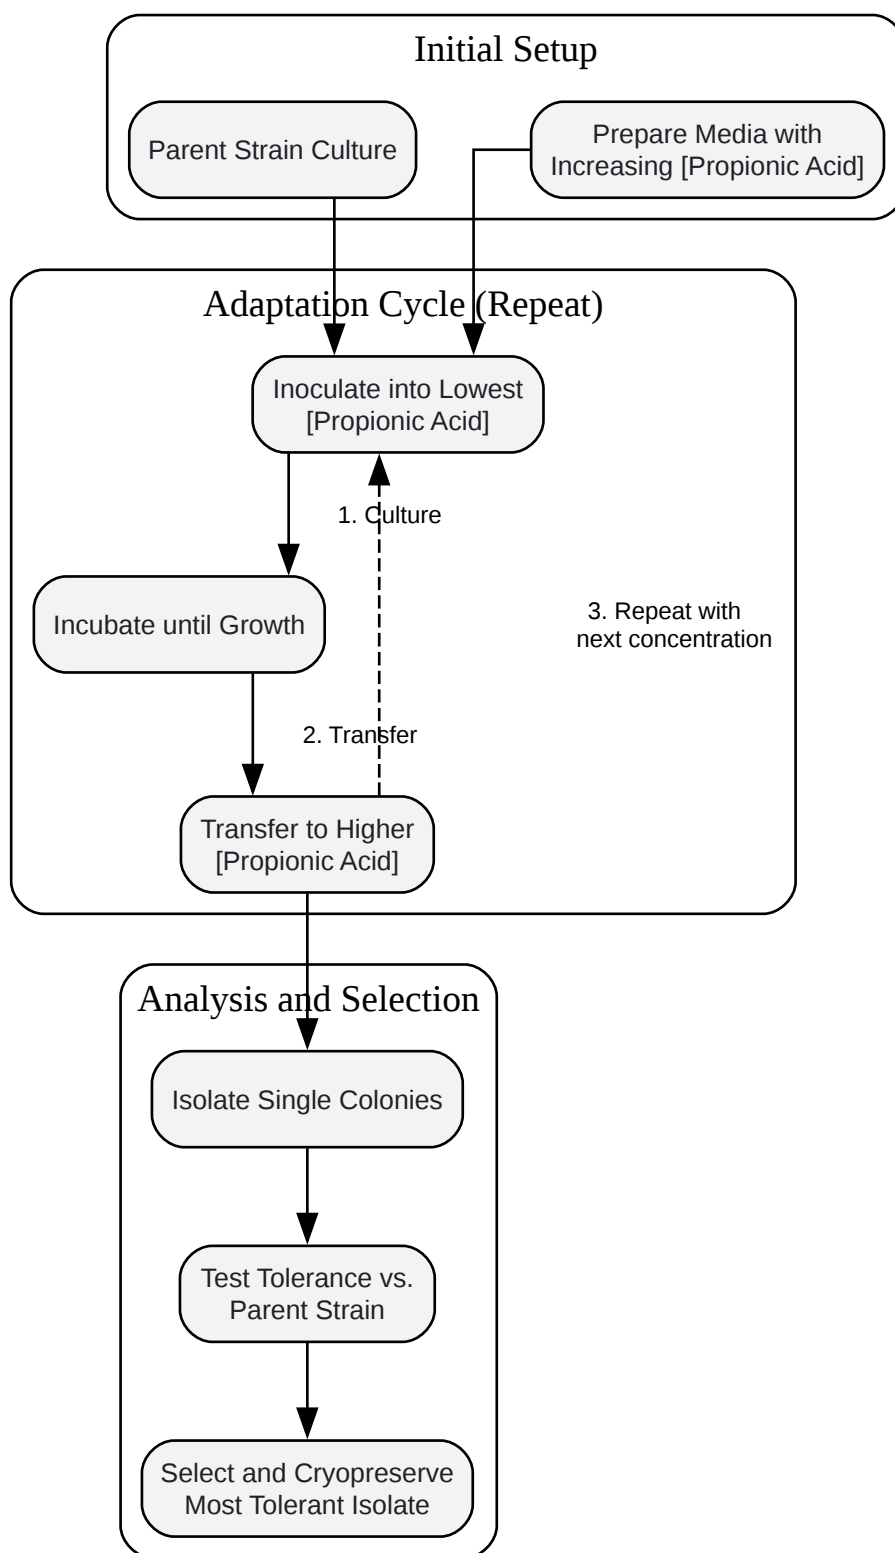 Initial Setup
Parent Strain Culture
Prepare Media with
Increasing [Propionic Acid]
Adaptation Cycle (Repeat)
Inoculate into Lowest
[Propionic Acid]
1. Culture
Incubate until Growth
3. Repeat with
next concentration
2. Transfer
Transfer to Higher
[Propionic Acid]
Analysis and Selection
Isolate Single Colonies
Test Tolerance vs.
Parent Strain
Select and Cryopreserve
Most Tolerant Isolate